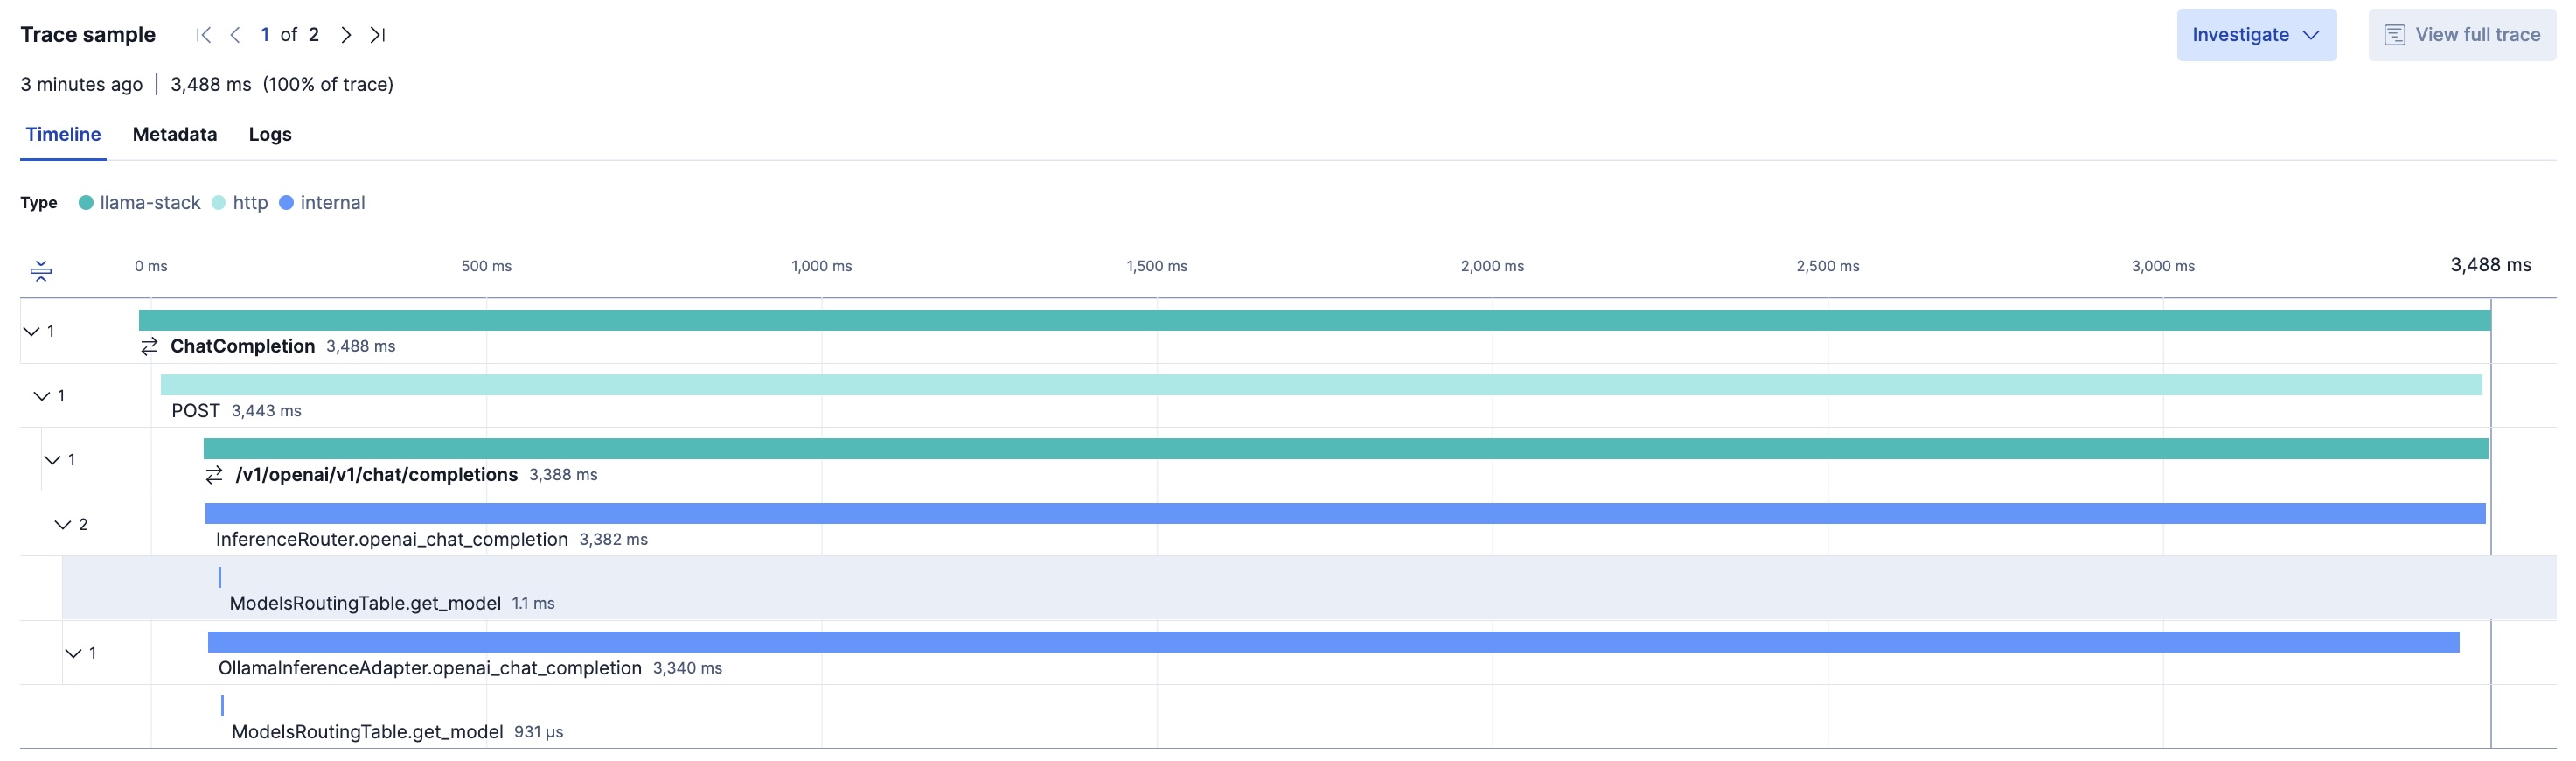 Trace sample 1 of 2 Investigate View full trace
3 minutes ago | 3,488 ms (100% of trace)
Timeline Metadata Logs
Type llama-stack http internal
0 ms 500 ms 1,000 ms 1,500 ms 2,000 ms 2,500 ms 3,000 ms 3,488 ms
1
ChatCompletion 3,488 ms
1
POST 3,443 ms
1
/v1/openai/v1/chat/completions 3,388 ms
2
InferenceRouter.openai_chat_completion 3,382 ms
ModelsRoutingTable.get_model 1.1 ms
1
OllamaInferenceAdapter.openai_chat_completion 3,340 ms
ModelsRoutingTable.get_model 931 μs